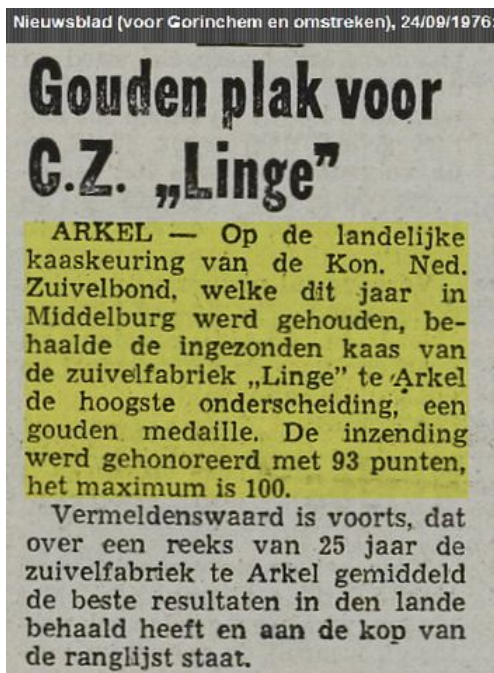 Nieuwsblad (voor Gorinchem en omstreken), 24/09/1976:
Gouden plak voor
C.Z. „Linge”
ARKEL — Op de landelijke
kaaskeuring van de Kon. Ned.
Zuivelbond, welke dit jaar in
Middelburg werd gehouden, be-
haalde de ingezonden kaas van
de zuivelfabriek „Linge” te Arkel
de hoogste onderscheiding, een
gouden medaille. De inzending
werd gehonoreerd met 93 punten,
het maximum is 100.
Vermeldenswaard is voorts, dat
over een reeks van 25 jaar de
zuivelfabriek te Arkel gemiddeld
de beste resultaten in den lande
behaald heeft en aan de kop van
de ranglijst staat.